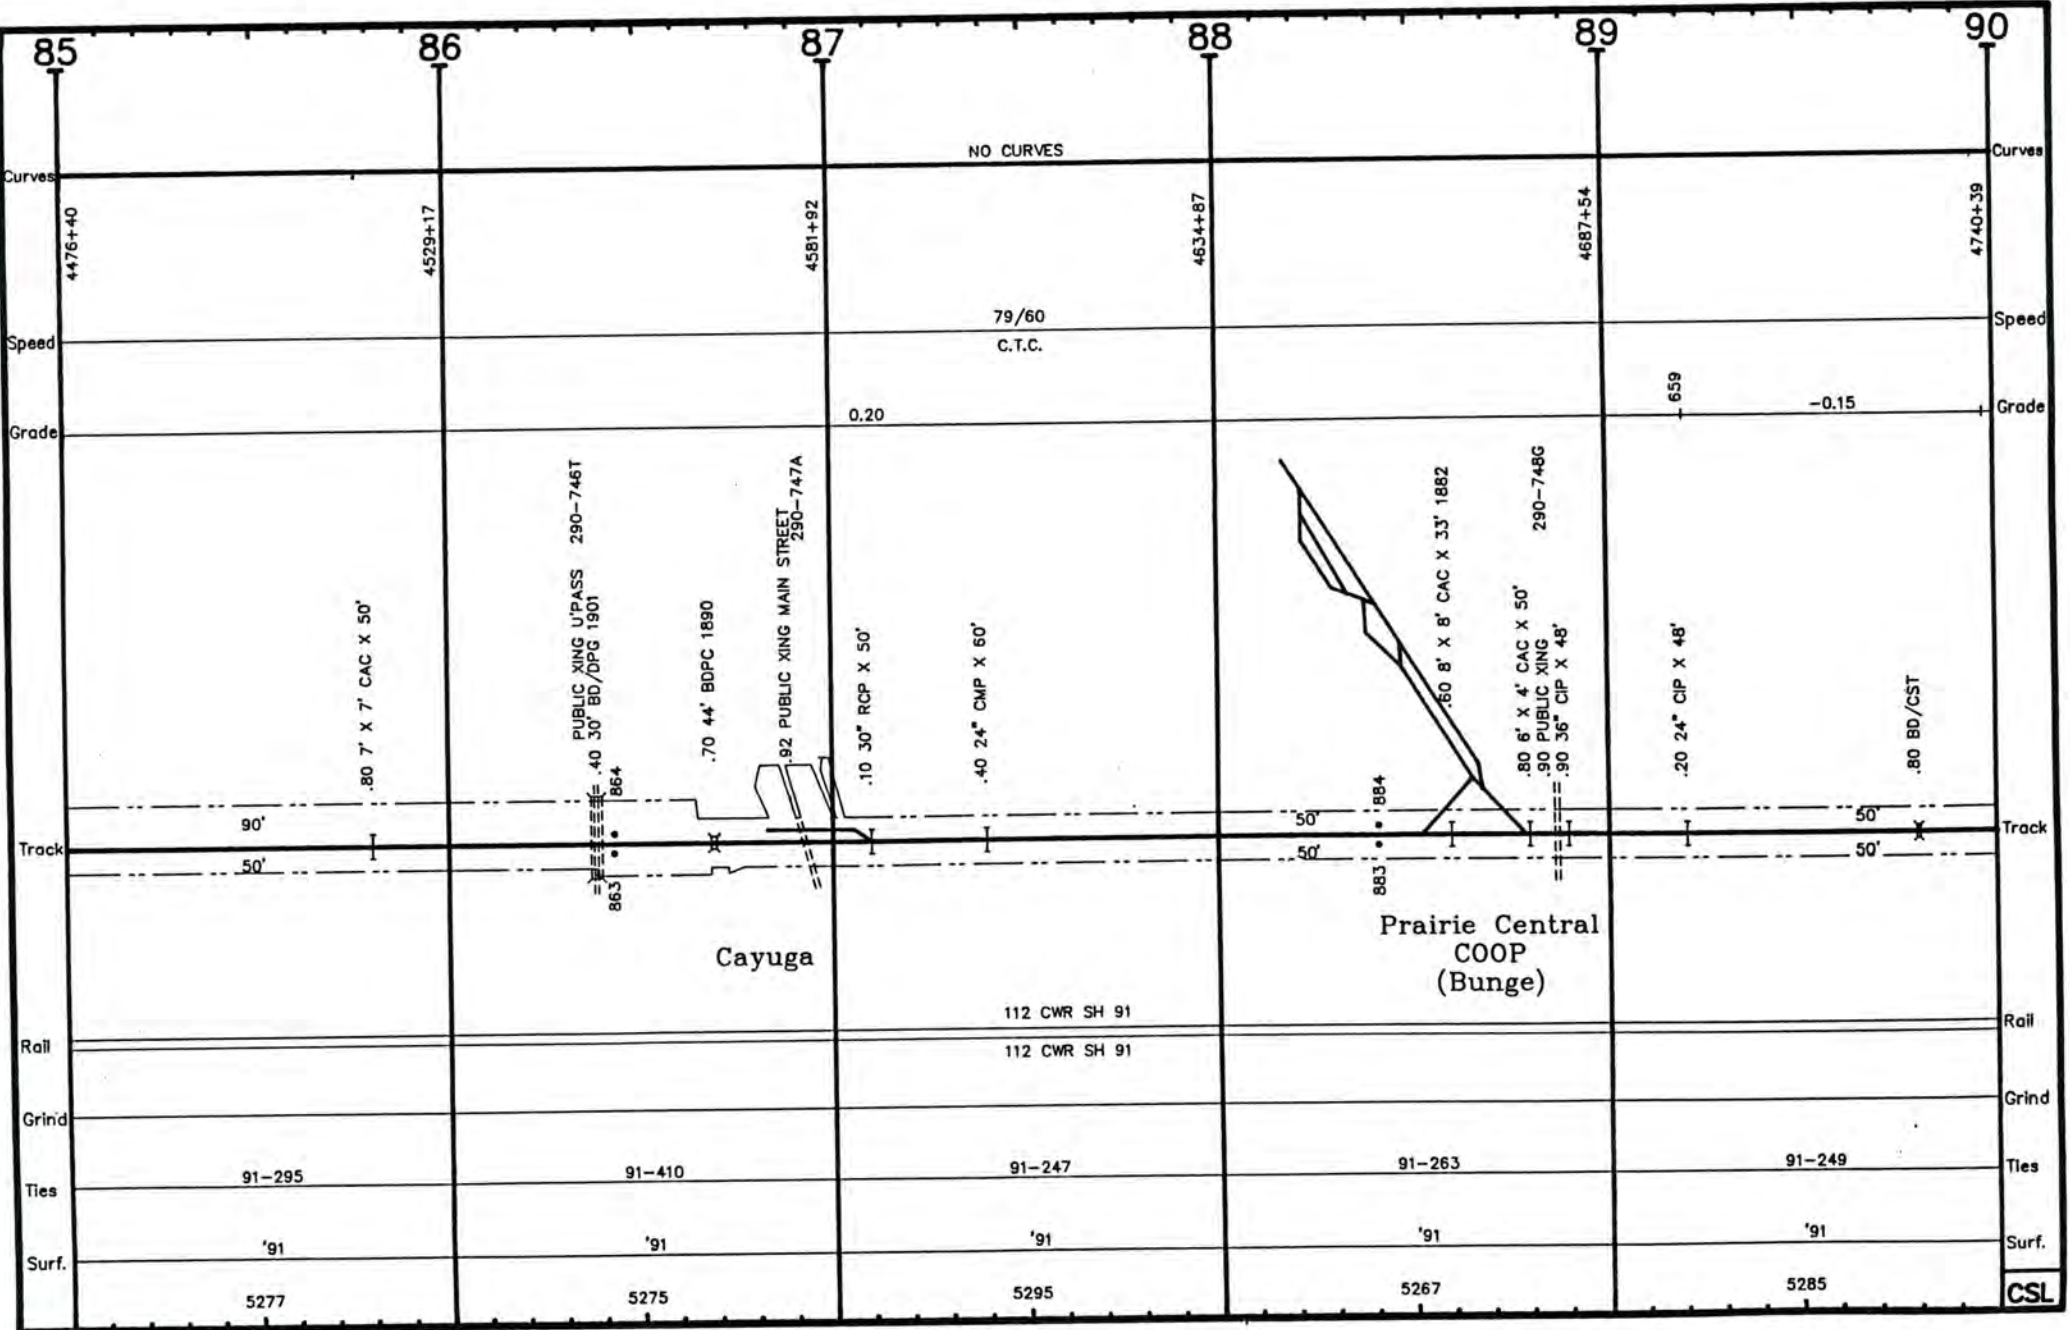 85 86 87 88 89 90
NO CURVES
Curves Curves
4476+40
4529+17
4581+92
4634+87
4687+54
4740+39
79/60
Speed Speed
C.T.C.
659
0.20 -0.15
Grade Grade
.80 7' X 7' CAC X 50'
PUBLIC XING U'PASS 290-746T
.40 30' BD/DPG 1901
864
.70 44' BDPC 1890
.92 PUBLIC XING MAIN STREET
290-747A
.10 30" RCP X 50'
.40 24" CMP X 60'
884
.60 8' X 8' CAC X 33' 1882
.80 6' X 4' CAC X 50'
.90 PUBLIC XING
290-748G
.90 36" CIP X 48'
.20 24" CIP X 48'
.80 BD/CST
90' 50' 50'
Track Track
50' 50' 50'
863
883
Cayuga
Prairie Central
COOP
(Bunge)
112 CWR SH 91
Rail Rail
112 CWR SH 91
Grind Grind
91-295 91-410 91-247 91-263 91-249
Ties Ties
'91 '91 '91 '91 '91
Surf. Surf.
5277 5275 5295 5267 5285
CSL